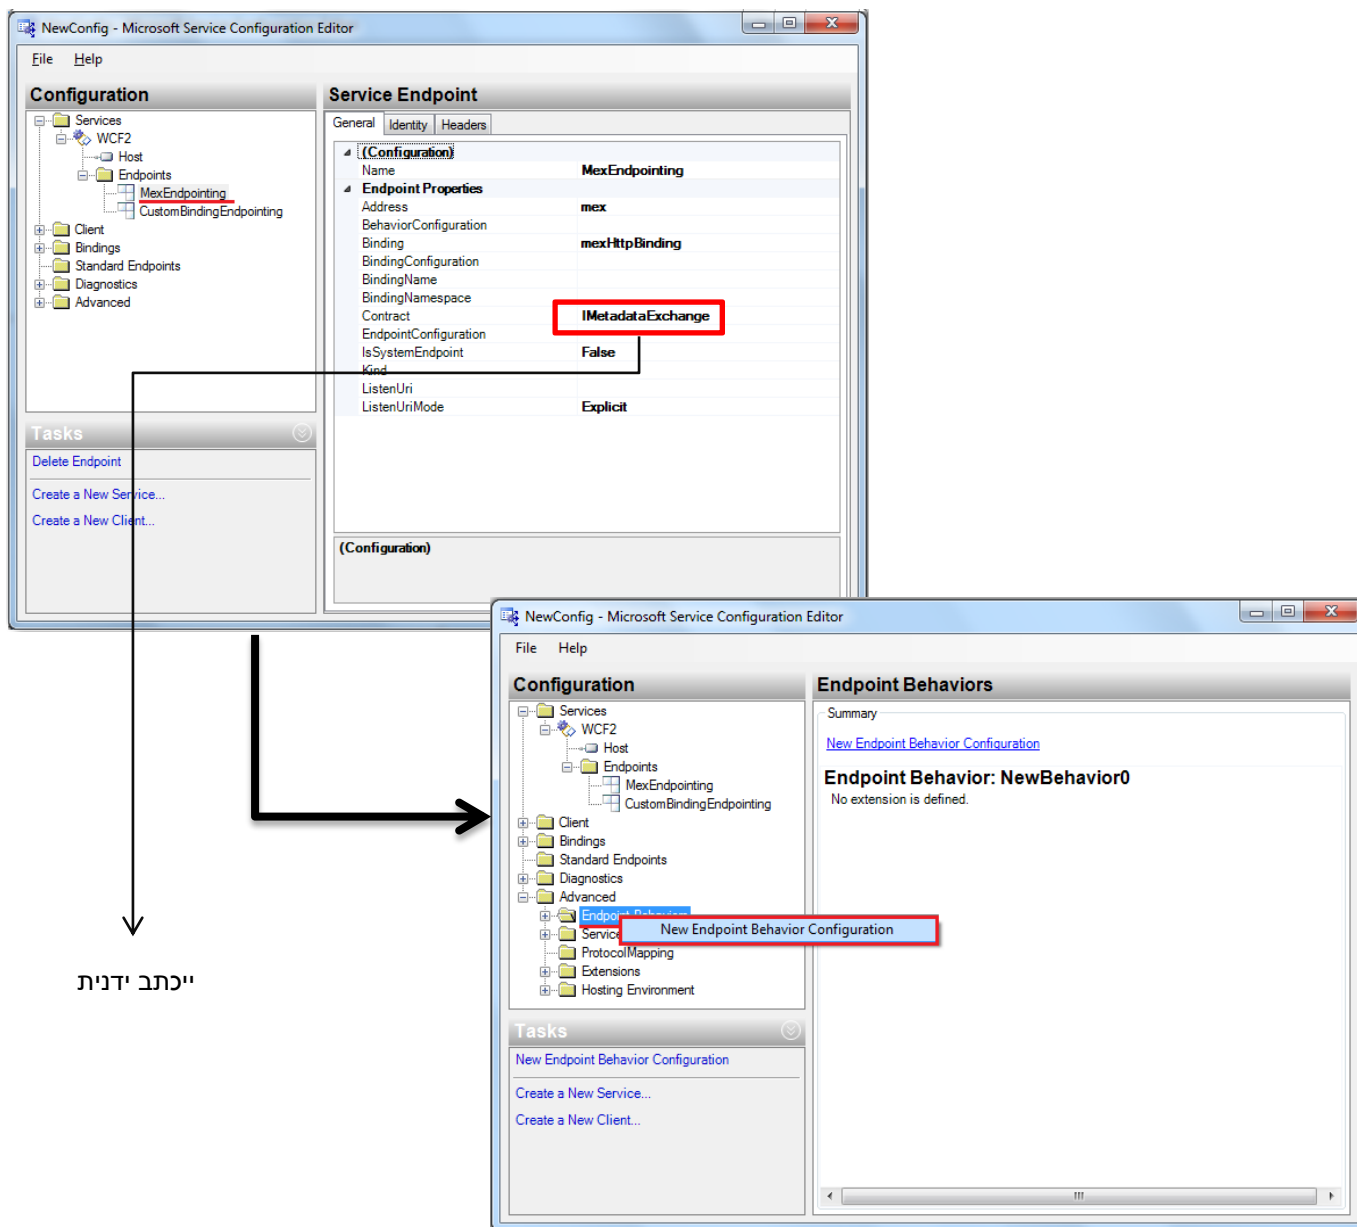 NewConfig - Microsoft Service Configuration Editor
File Help
Configuration
Services
WCF2
Host
Endpoints
MexEndpointing
CustomBindingEndpointing
Client
Bindings
Standard Endpoints
Diagnostics
Advanced
Tasks
Delete Endpoint
Create a New Service...
Create a New Client...
Service Endpoint
General Identity Headers
(Configuration)
Name MexEndpointing
Endpoint Properties
Address mex
BehaviorConfiguration
Binding mexHttpBinding
BindingConfiguration
BindingName
BindingNamespace
Contract IMetadataExchange
EndpointConfiguration
IsSystemEndpoint False
Kind
ListenUri
ListenUriMode Explicit
(Configuration)
ייכתב ידנית
NewConfig - Microsoft Service Configuration Editor
File Help
Configuration
Services
WCF2
Host
Endpoints
MexEndpointing
CustomBindingEndpointing
Client
Bindings
Standard Endpoints
Diagnostics
Advanced
Endpoint Behaviors
New Endpoint Behavior Configuration
Service
ProtocolMapping
Extensions
Hosting Environment
Tasks
New Endpoint Behavior Configuration
Create a New Service...
Create a New Client...
Endpoint Behaviors
Summary
New Endpoint Behavior Configuration
Endpoint Behavior: NewBehavior0
No extension is defined.